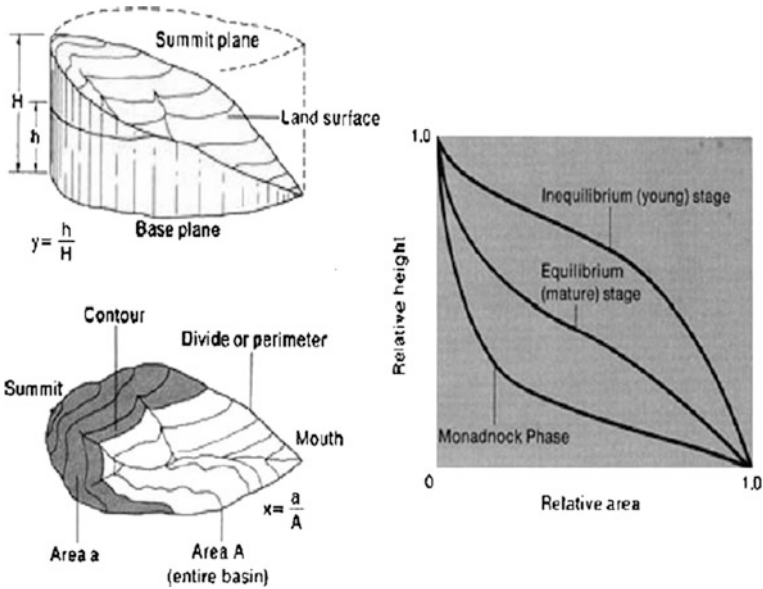 Summit plane
H
h
Land surface
Base plane
y= h/H
Contour
Divide or perimeter
Summit
Mouth
x= a/A
Area a
Area A
(entire basin)
1.0
Inequilibrium (young) stage
Equilibrium
(mature) stage
Relative height
Monadnock Phase
0
1.0
Relative area